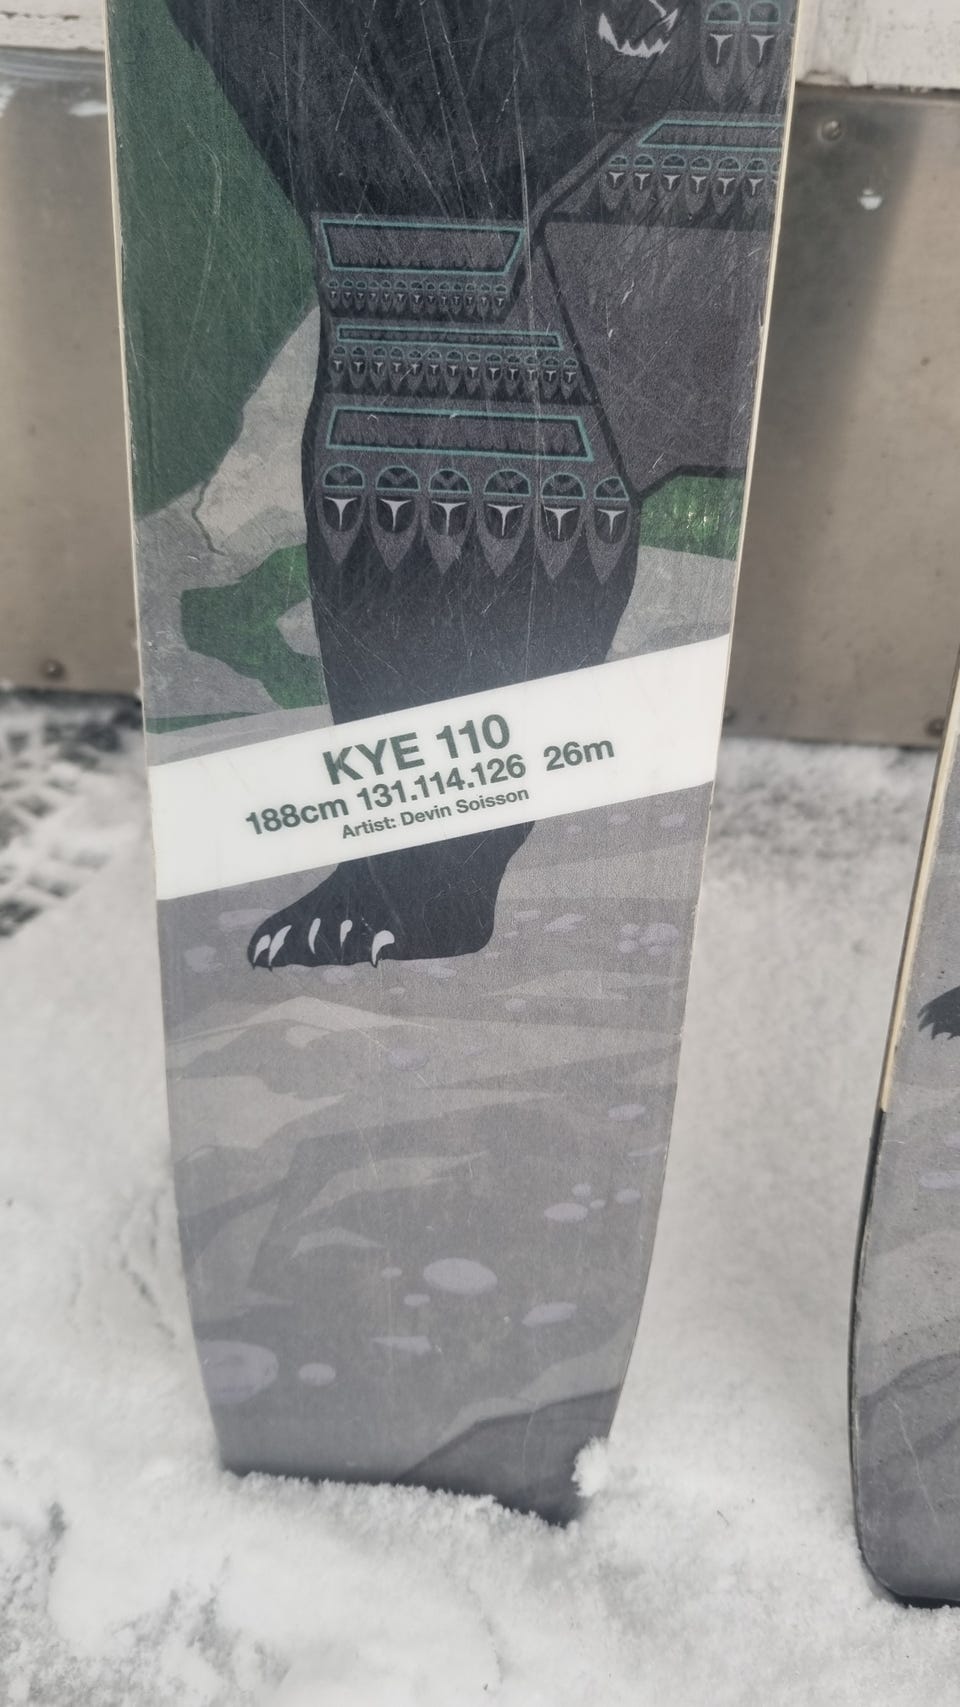 KYE 110
188cm 131.114.126 26m
Artist: Devin Soisson